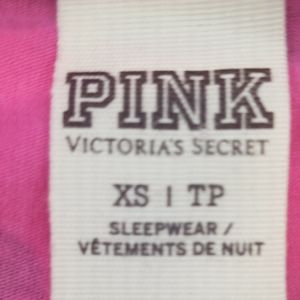 PINK
VICTORIA'S SECRET
XS | TP
SLEEPWEAR /
VÊTEMENTS DE NUIT